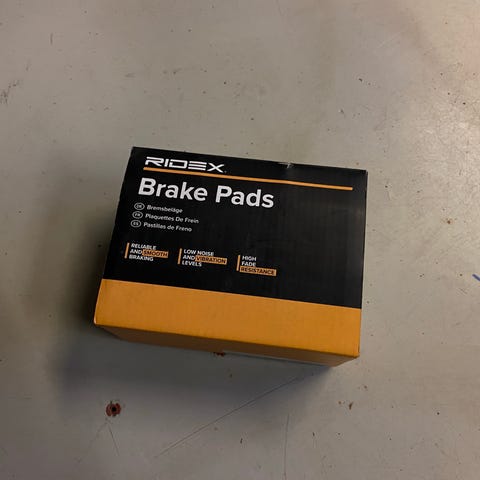 RIDEX
Brake Pads
DE Bremsbeläge
FR Plaquettes De Frein
ES Pastillas de Freno
RELIABLE
AND SMOOTH
BRAKING
LOW NOISE
AND VIBRATION
LEVELS
HIGH
FADE
RESISTANCE